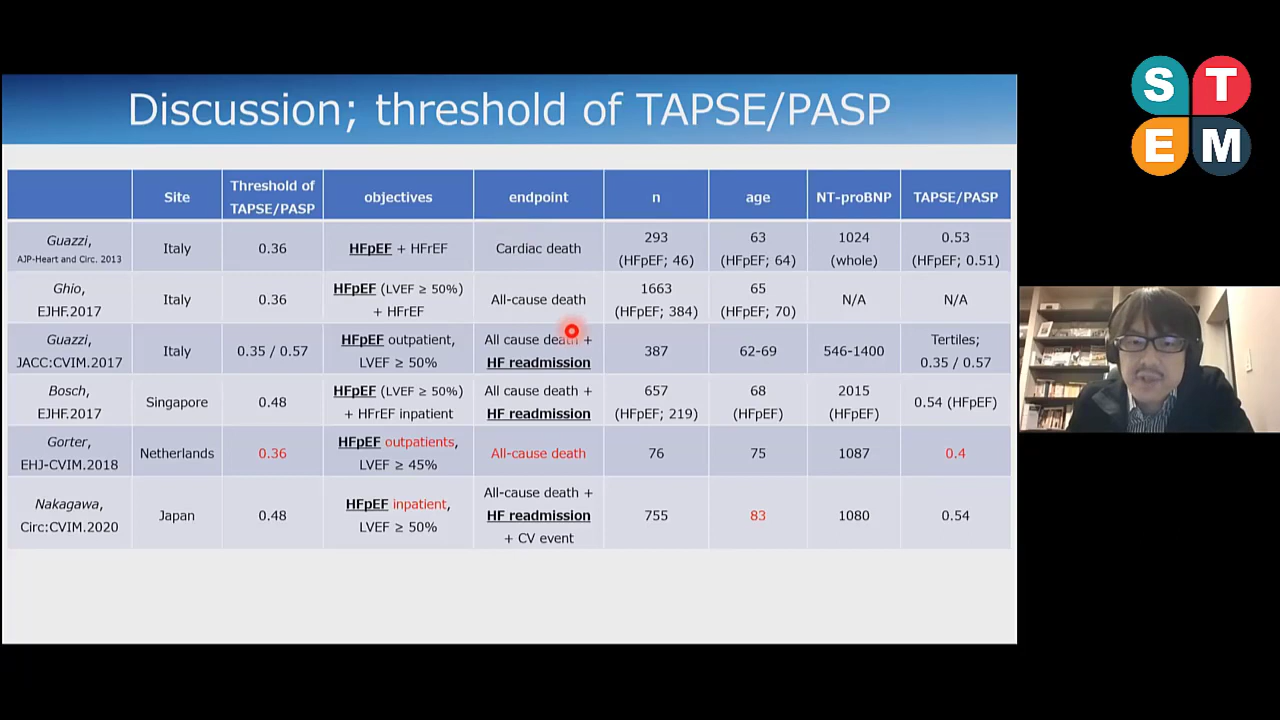 Discussion; threshold of TAPSE/PASP
Site
Threshold of
TAPSE/PASP
objectives
endpoint
n
age
NT-proBNP
TAPSE/PASP
Guazzi,
AJP-Heart and Circ. 2013
Italy
0.36
HFpEF + HFrEF
Cardiac death
293
(HFpEF; 46)
63
(HFpEF; 64)
1024
(whole)
0.53
(HFpEF; 0.51)
Ghio,
EJHF.2017
Italy
0.36
HFpEF (LVEF ≥ 50%)
+ HFrEF
All-cause death
1663
(HFpEF; 384)
65
(HFpEF; 70)
N/A
N/A
Guazzi,
JACC:CVIM.2017
Italy
0.35 / 0.57
HFpEF outpatient,
LVEF ≥ 50%
All cause death +
HF readmission
387
62-69
546-1400
Tertiles;
0.35 / 0.57
Bosch,
EJHF.2017
Singapore
0.48
HFpEF (LVEF ≥ 50%)
+ HFrEF inpatient
All cause death +
HF readmission
657
(HFpEF; 219)
68
(HFpEF)
2015
(HFpEF)
0.54 (HFpEF)
Gorter,
EHJ-CVIM.2018
Netherlands
0.36
HFpEF outpatients,
LVEF ≥ 45%
All-cause death
76
75
1087
0.4
Nakagawa,
Circ:CVIM.2020
Japan
0.48
HFpEF inpatient,
LVEF ≥ 50%
All-cause death +
HF readmission
+ CV event
755
83
1080
0.54
S T
E M